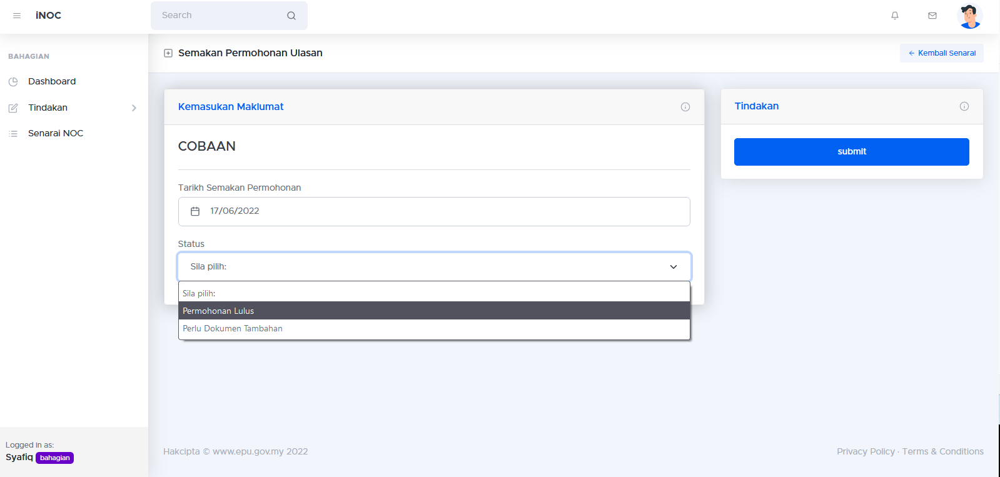 iNOC
Search
BAHAGIAN
Dashboard
Tindakan
Senarai NOC
Logged in as:
Syafiq bahagian
Semakan Permohonan Ulasan
Kembali Senarai
Kemasukan Maklumat
COBAAN
Tarikh Semakan Permohonan
17/06/2022
Status
Sila pilih:
Sila pilih:
Permohonan Lulus
Perlu Dokumen Tambahan
Tindakan
submit
Hakcipta © www.epu.gov.my 2022
Privacy Policy · Terms & Conditions